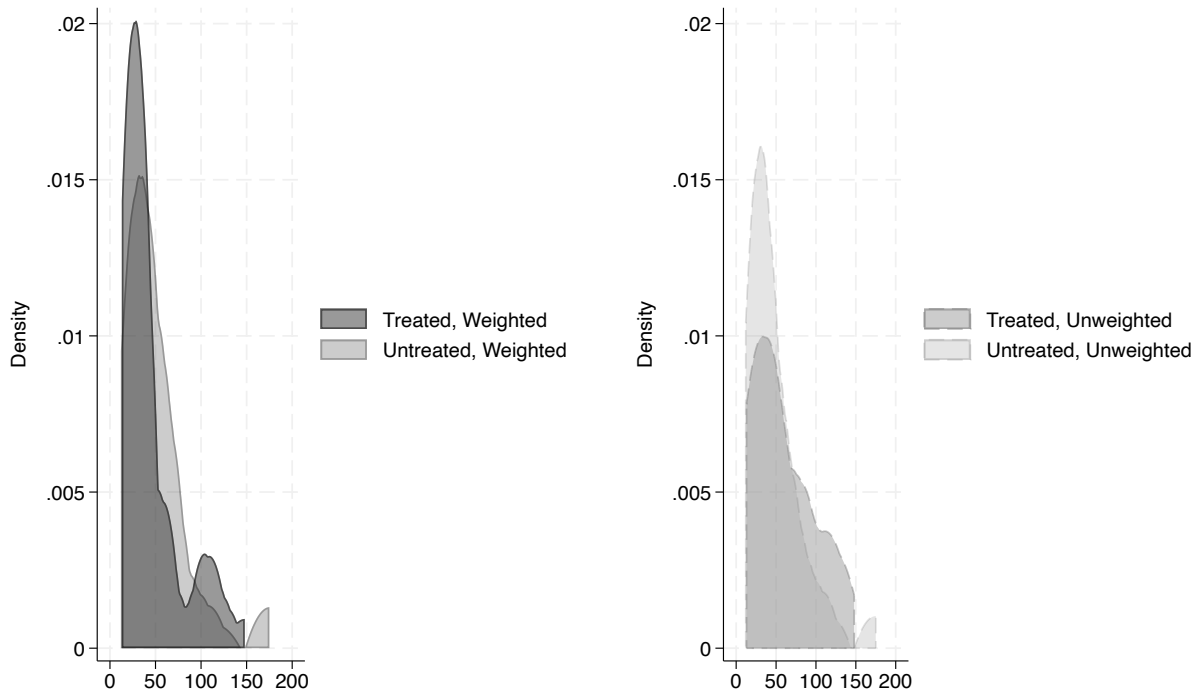 .02
.015
.01
.005
0
Density
0 50 100 150 200
Treated, Weighted
Untreated, Weighted
.02
.015
.01
.005
0
Density
0 50 100 150 200
Treated, Unweighted
Untreated, Unweighted